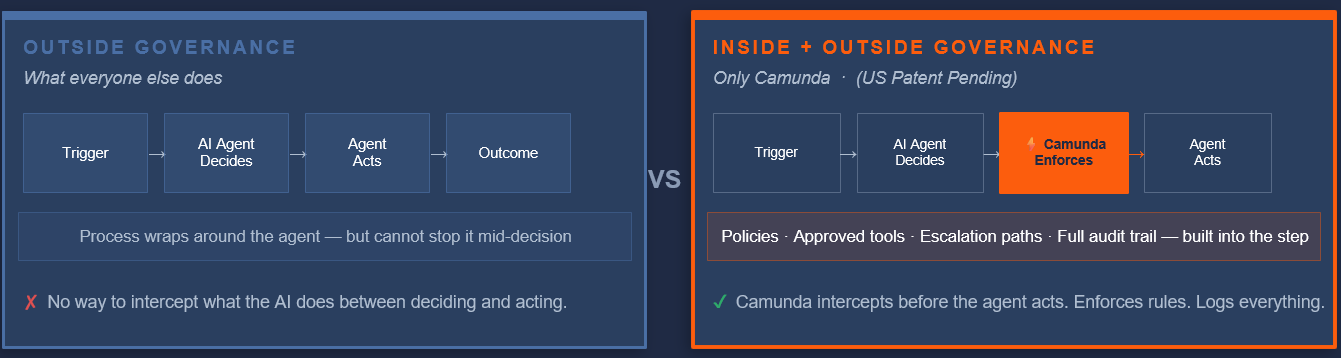 OUTSIDE GOVERNANCE
What everyone else does
Trigger
→
AI Agent
Decides
→
Agent
Acts
→
Outcome
Process wraps around the agent — but cannot stop it mid-decision
✗ No way to intercept what the AI does between deciding and acting.
VS
INSIDE + OUTSIDE GOVERNANCE
Only Camunda · (US Patent Pending)
Trigger
→
AI Agent
Decides
→
⚡ Camunda
Enforces
→
Agent
Acts
Policies · Approved tools · Escalation paths · Full audit trail — built into the step
✓ Camunda intercepts before the agent acts. Enforces rules. Logs everything.